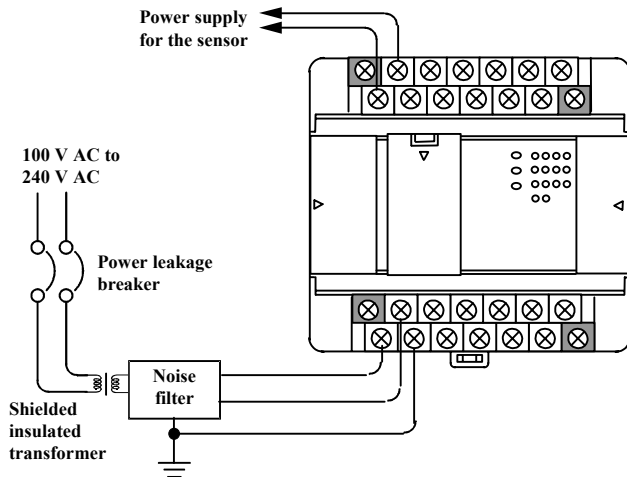 Power supply
for the sensor
100 V AC to
240 V AC
Power leakage
breaker
Noise
filter
Shielded
insulated
transformer